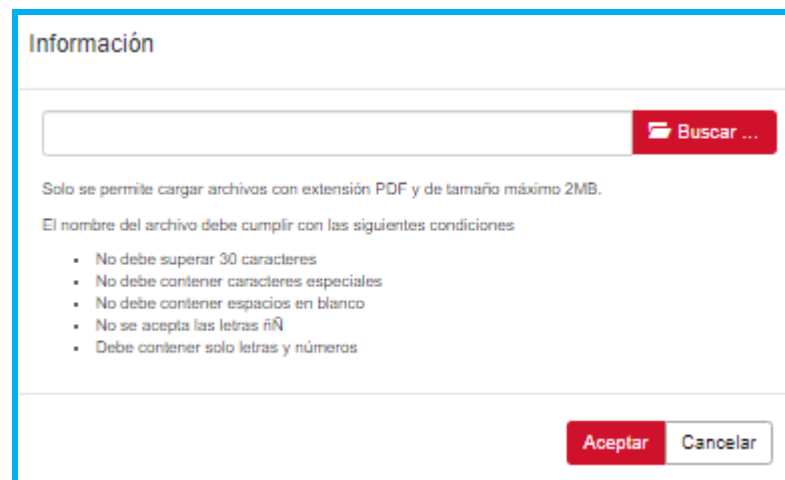 Información
Buscar ...
Solo se permite cargar archivos con extensión PDF y de tamaño máximo 2MB.
El nombre del archivo debe cumplir con las siguientes condiciones
• No debe superar 30 caracteres
• No debe contener caracteres especiales
• No debe contener espacios en blanco
• No se acepta las letras ñÑ
• Debe contener solo letras y números
Aceptar Cancelar